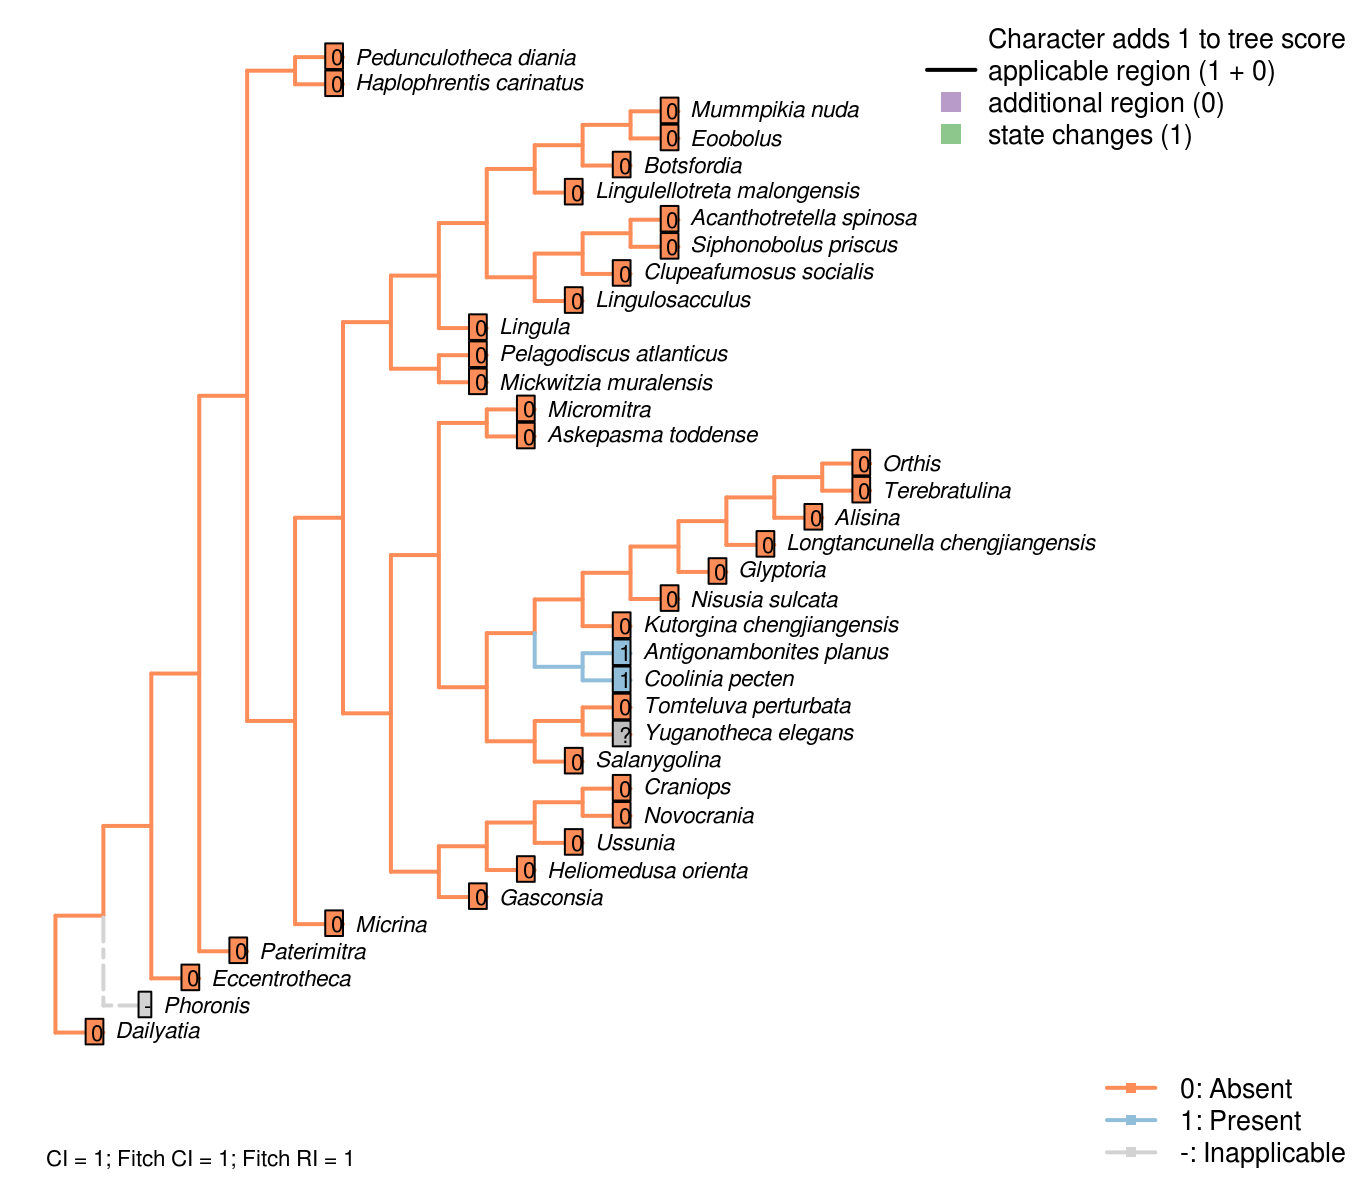 Character adds 1 to tree score
applicable region (1 + 0)
additional region (0)
state changes (1)
0 Pedunculotheca diania
0 Haplophrentis carinatus
0 Mummpikia nuda
0 Eoobolus
0 Botsfordia
0 Lingulellotreta malongensis
0 Acanthotretella spinosa
0 Siphonobolus priscus
0 Clupeafumosus socialis
0 Lingulosacculus
0 Lingula
0 Pelagodiscus atlanticus
0 Mickwitzia muralensis
0 Micromitra
0 Askepasma toddense
0 Orthis
0 Terebratulina
0 Alisina
0 Longtancunella chengjiangensis
0 Glyptoria
0 Nisusia sulcata
0 Kutorgina chengjiangensis
1 Antigonambonites planus
1 Coolinia pecten
0 Tomteluva perturbata
? Yuganotheca elegans
0 Salanygolina
0 Craniops
0 Novocrania
0 Ussunia
0 Heliomedusa orienta
0 Gasconsia
0 Micrina
0 Paterimitra
0 Eccentrotheca
- Phoronis
0 Dailyatia
0: Absent
1: Present
-: Inapplicable
CI = 1; Fitch CI = 1; Fitch RI = 1